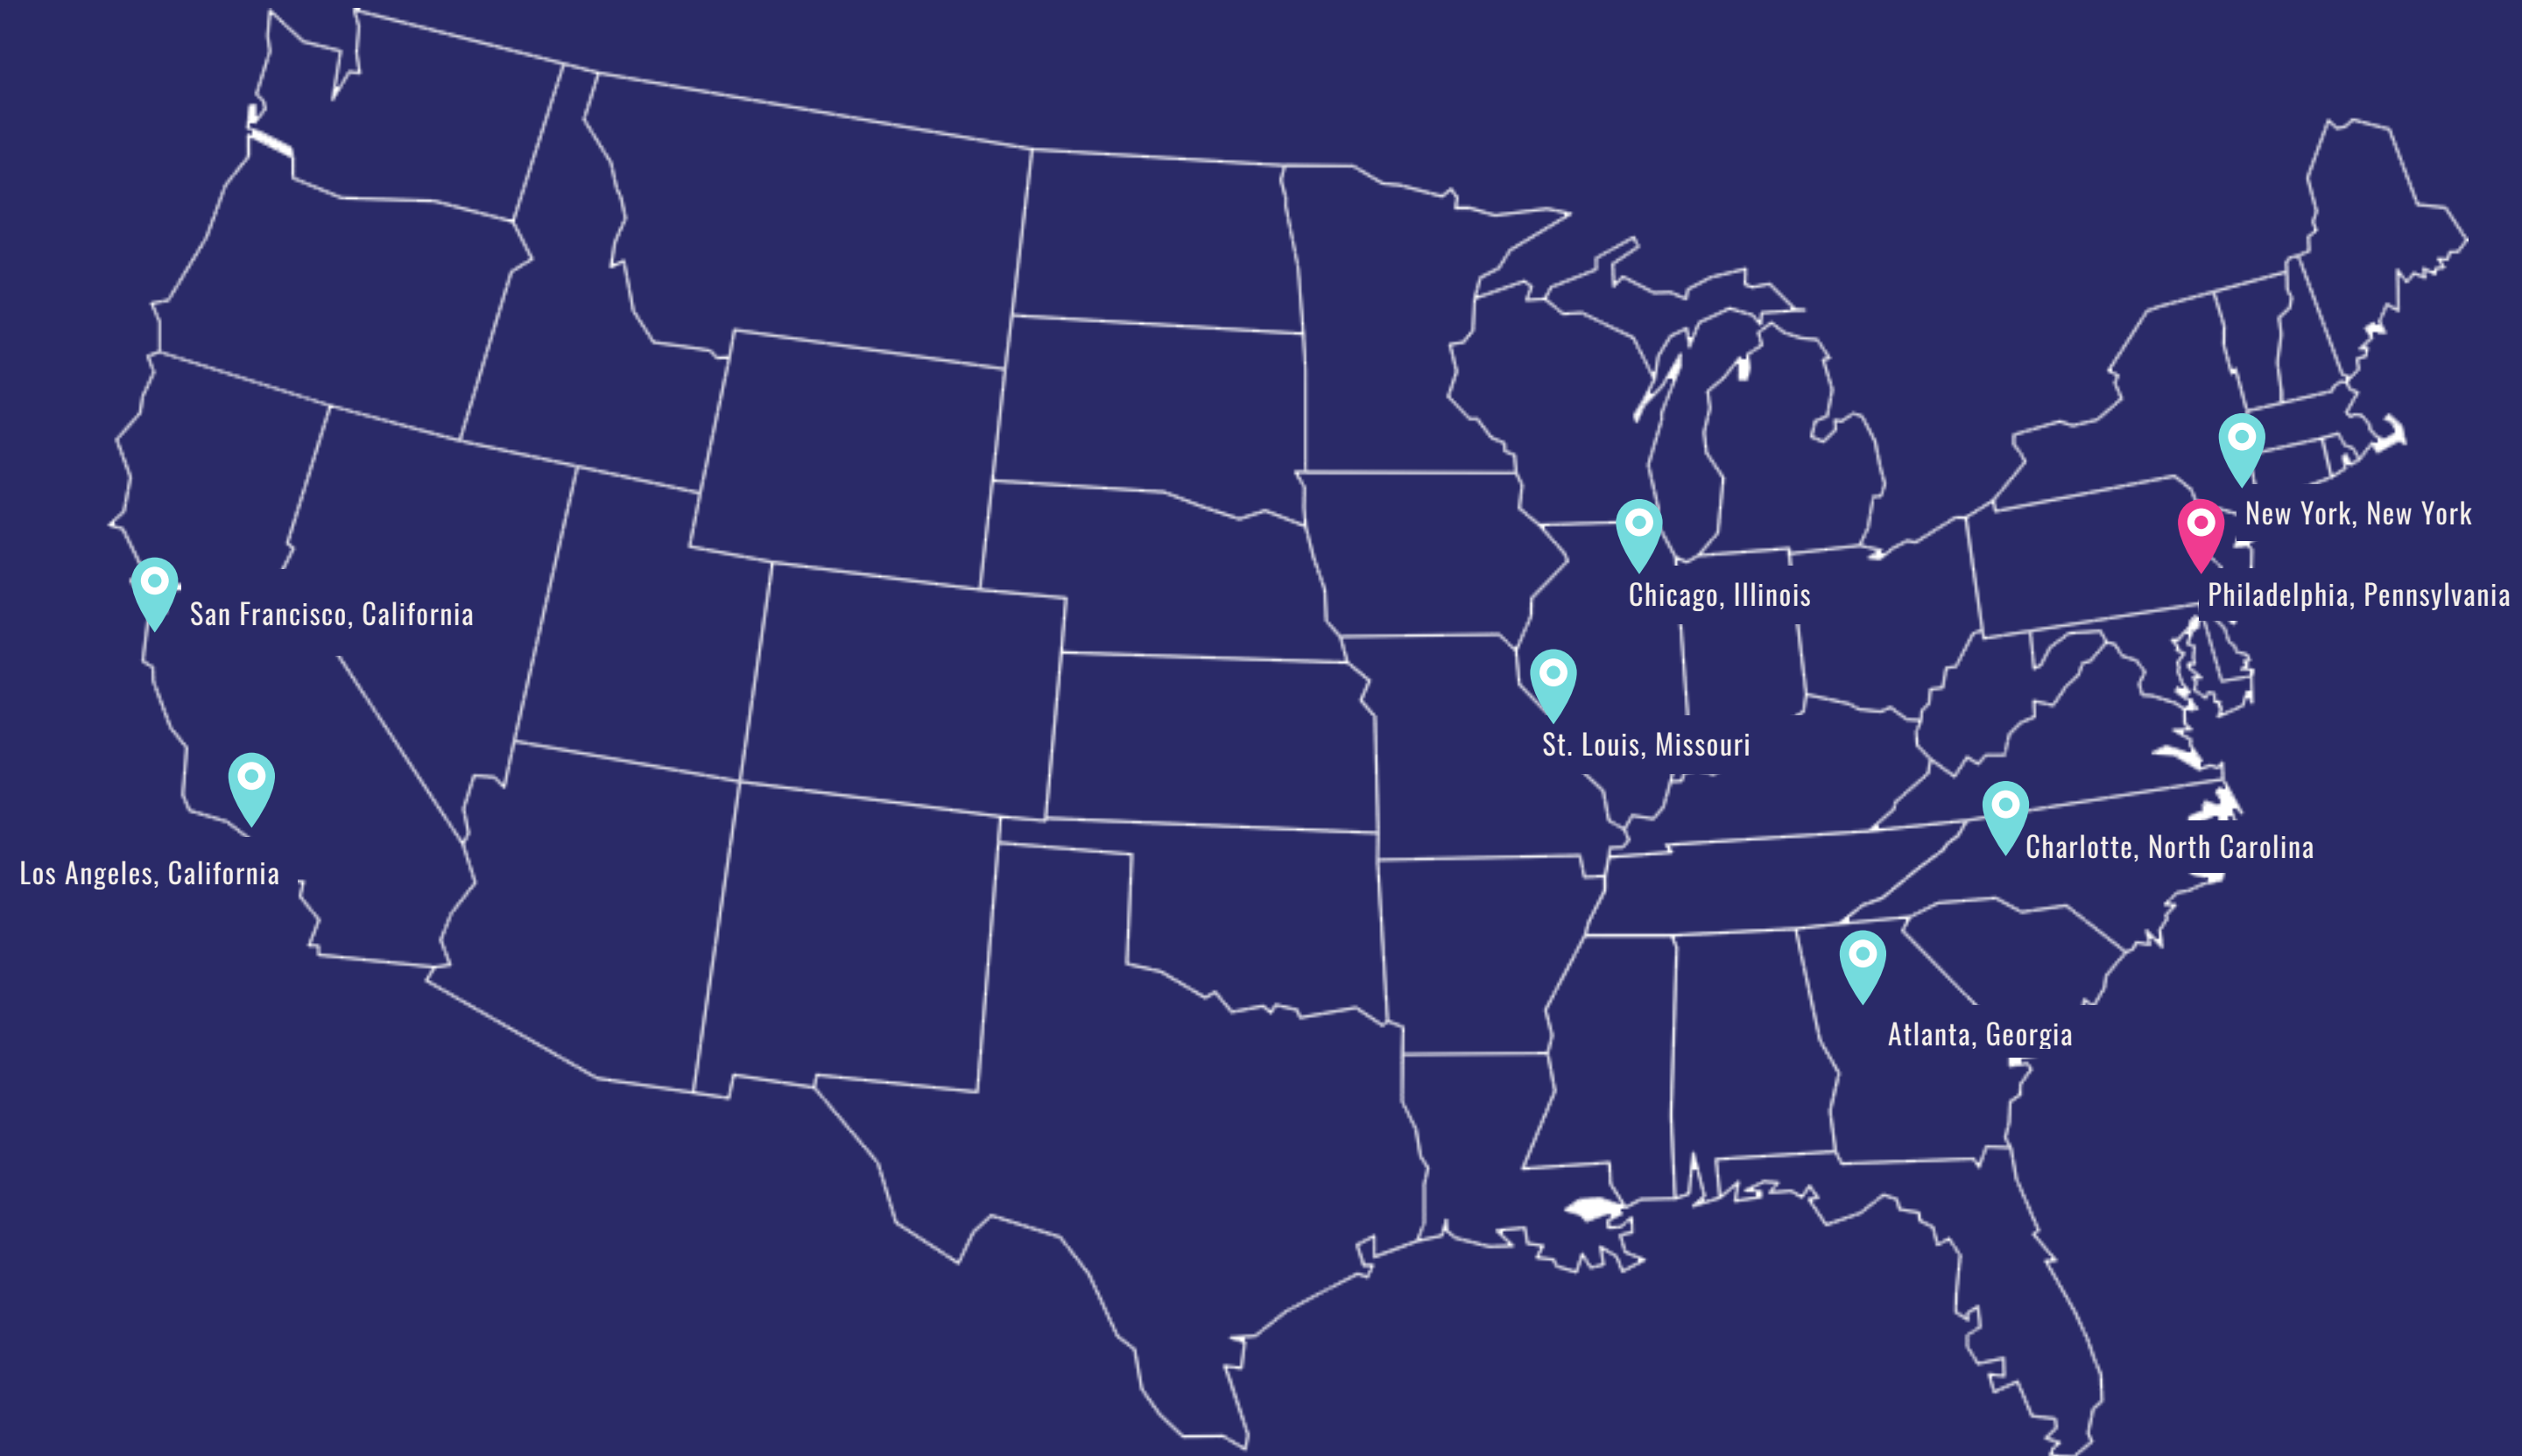 New York, New York
Chicago, Illinois
Philadelphia, Pennsylvania
San Francisco, California
St. Louis, Missouri
Charlotte, North Carolina
Los Angeles, California
Atlanta, Georgia